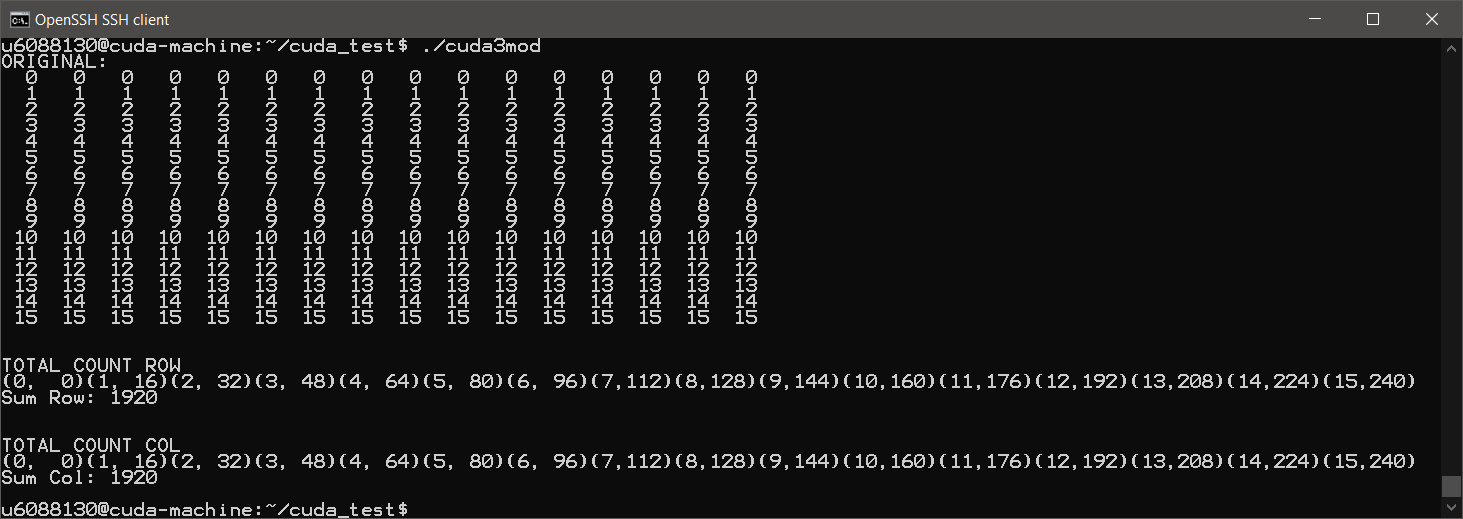 OpenSSH SSH client
u6088130@cuda-machine:~/cuda_test$ ./cuda3mod
ORIGINAL:
  0   0   0   0   0   0   0   0   0   0   0   0   0   0   0   0
  1   1   1   1   1   1   1   1   1   1   1   1   1   1   1   1
  2   2   2   2   2   2   2   2   2   2   2   2   2   2   2   2
  3   3   3   3   3   3   3   3   3   3   3   3   3   3   3   3
  4   4   4   4   4   4   4   4   4   4   4   4   4   4   4   4
  5   5   5   5   5   5   5   5   5   5   5   5   5   5   5   5
  6   6   6   6   6   6   6   6   6   6   6   6   6   6   6   6
  7   7   7   7   7   7   7   7   7   7   7   7   7   7   7   7
  8   8   8   8   8   8   8   8   8   8   8   8   8   8   8   8
  9   9   9   9   9   9   9   9   9   9   9   9   9   9   9   9
 10  10  10  10  10  10  10  10  10  10  10  10  10  10  10  10
 11  11  11  11  11  11  11  11  11  11  11  11  11  11  11  11
 12  12  12  12  12  12  12  12  12  12  12  12  12  12  12  12
 13  13  13  13  13  13  13  13  13  13  13  13  13  13  13  13
 14  14  14  14  14  14  14  14  14  14  14  14  14  14  14  14
 15  15  15  15  15  15  15  15  15  15  15  15  15  15  15  15
TOTAL COUNT ROW
(0,  0)(1, 16)(2, 32)(3, 48)(4, 64)(5, 80)(6, 96)(7,112)(8,128)(9,144)(10,160)(11,176)(12,192)(13,208)(14,224)(15,240)
Sum Row: 1920
TOTAL COUNT COL
(0,  0)(1, 16)(2, 32)(3, 48)(4, 64)(5, 80)(6, 96)(7,112)(8,128)(9,144)(10,160)(11,176)(12,192)(13,208)(14,224)(15,240)
Sum Col: 1920
u6088130@cuda-machine:~/cuda_test$